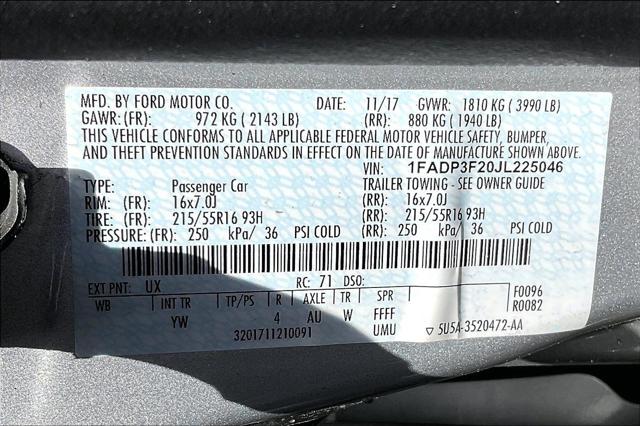 MFD. BY FORD MOTOR CO. DATE: 11/17 GVWR: 1810 KG ( 3990 LB)
GAWR: (FR): 972 KG ( 2143 LB) (RR): 880 KG ( 1940 LB)
THIS VEHICLE CONFORMS TO ALL APPLICABLE FEDERAL MOTOR VEHICLE SAFETY, BUMPER,
AND THEFT PREVENTION STANDARDS IN EFFECT ON THE DATE OF MANUFACTURE SHOWN ABOVE.
VIN: 1FADP3F20JL225046
TYPE: Passenger Car TRAILER TOWING - SEE OWNER GUIDE
RIM: (FR): 16x7.0J (RR): 16x7.0J
TIRE: (FR): 215/55R16 93H (RR): 215/55R16 93H
PRESSURE: (FR): 250 kPa/ 36 PSI COLD (RR): 250 kPa/ 36 PSI COLD
EXT PNT: UX RC: 71 DSO:
WB INT TR TP/PS R AXLE TR SPR F0096
YW 4 AU W FFFF R0082
3201711210091 UMU ▽ 5U5A-3520472-AA